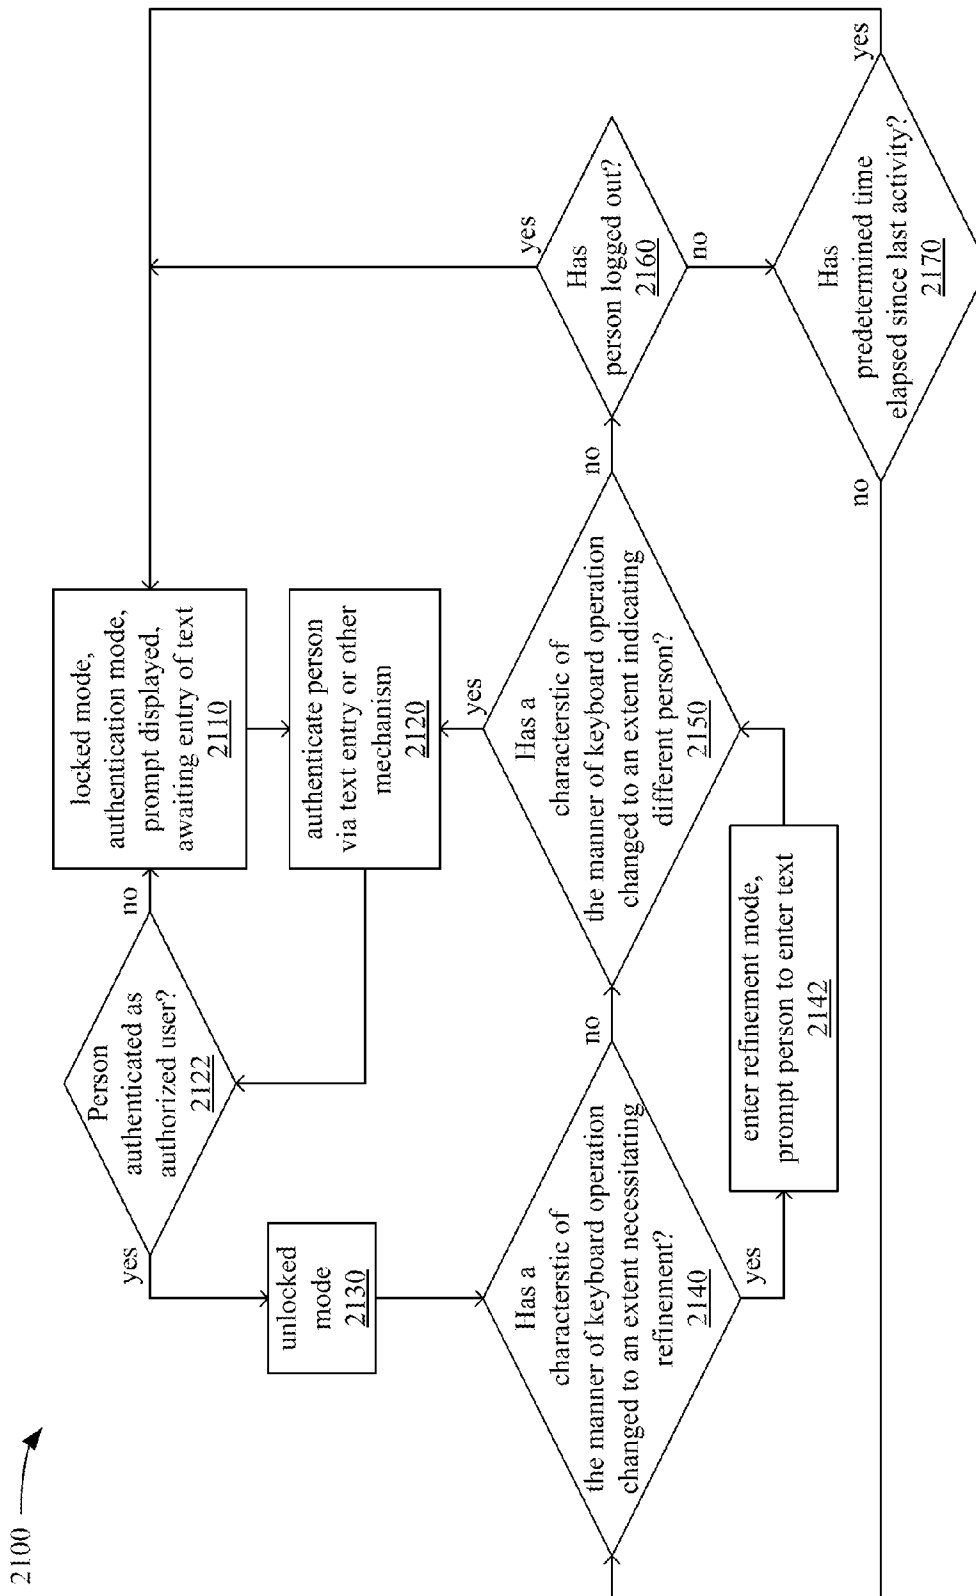 2100
Person
authenticated as
authorized user?
2122
yes
no
locked mode,
authentication mode,
prompt displayed,
awaiting entry of text
2110
authenticate person
via text entry or other
mechanism
2120
unlocked
mode
2130
Has a
characterstic of
the manner of keyboard operation
changed to an extent necessitating
refinement?
2140
no
yes
enter refinement mode,
prompt person to enter text
2142
Has a
characterstic of
the manner of keyboard operation
changed to an extent indicating
different person?
2150
yes
no
Has
person logged out?
2160
yes
no
Has
predetermined time
elapsed since last activity?
2170
no
yes